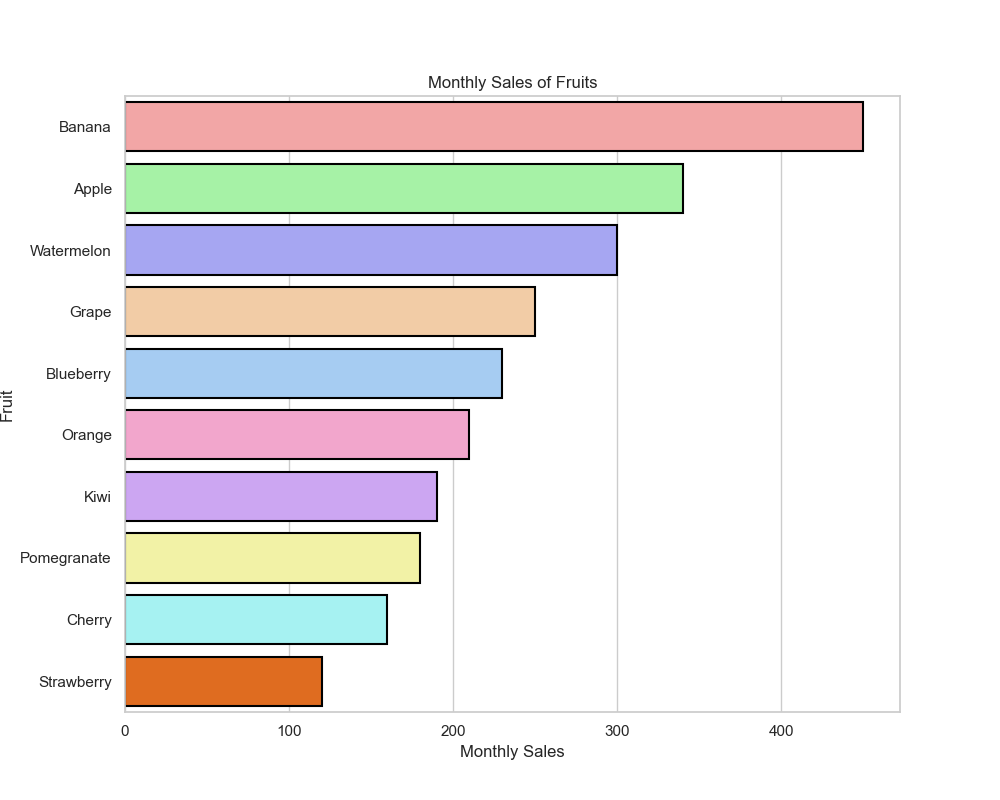 Monthly Sales of Fruits
Banana
Apple
Watermelon
Grape
Blueberry
Orange
Kiwi
Pomegranate
Cherry
Strawberry
Fruit
0 100 200 300 400
Monthly Sales